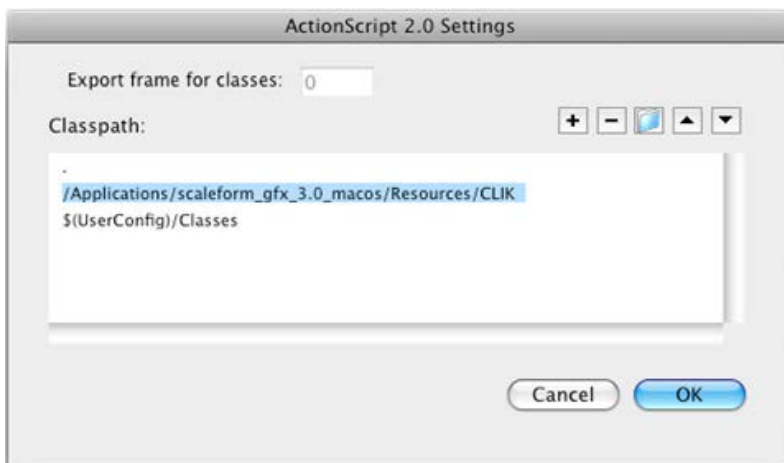 ActionScript 2.0 Settings
Export frame for classes: 0
Classpath:
.
/Applications/scaleform_gfx_3.0_macos/Resources/CLIK
$(UserConfig)/Classes
Cancel OK